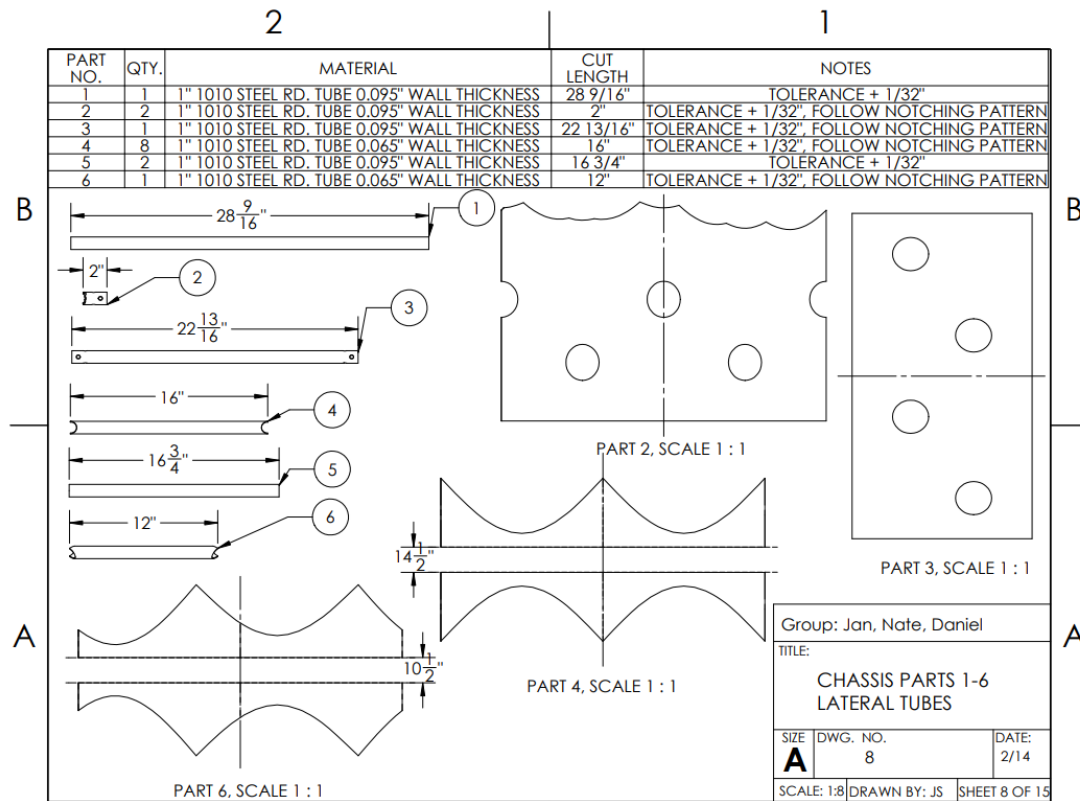 2 1
PART NO. QTY. MATERIAL CUT LENGTH NOTES
1 1 1" 1010 STEEL RD. TUBE 0.095" WALL THICKNESS 28 9/16" TOLERANCE + 1/32"
2 2 1" 1010 STEEL RD. TUBE 0.095" WALL THICKNESS 2" TOLERANCE + 1/32", FOLLOW NOTCHING PATTERN
3 1 1" 1010 STEEL RD. TUBE 0.095" WALL THICKNESS 22 13/16" TOLERANCE + 1/32", FOLLOW NOTCHING PATTERN
4 8 1" 1010 STEEL RD. TUBE 0.065" WALL THICKNESS 16" TOLERANCE + 1/32", FOLLOW NOTCHING PATTERN
5 2 1" 1010 STEEL RD. TUBE 0.095" WALL THICKNESS 16 3/4" TOLERANCE + 1/32"
6 1 1" 1010 STEEL RD. TUBE 0.065" WALL THICKNESS 12" TOLERANCE + 1/32", FOLLOW NOTCHING PATTERN
B B
28 9/16" 1
2" 2
22 13/16" 3
16" 4
16 3/4" 5
12" 6
PART 2, SCALE 1 : 1
14 1/2"
PART 3, SCALE 1 : 1
A A
10 1/2"
PART 4, SCALE 1 : 1
PART 6, SCALE 1 : 1
Group: Jan, Nate, Daniel
TITLE:
CHASSIS PARTS 1-6
LATERAL TUBES
SIZE DWG. NO. DATE:
A 8 2/14
SCALE: 1:8 DRAWN BY: JS SHEET 8 OF 15